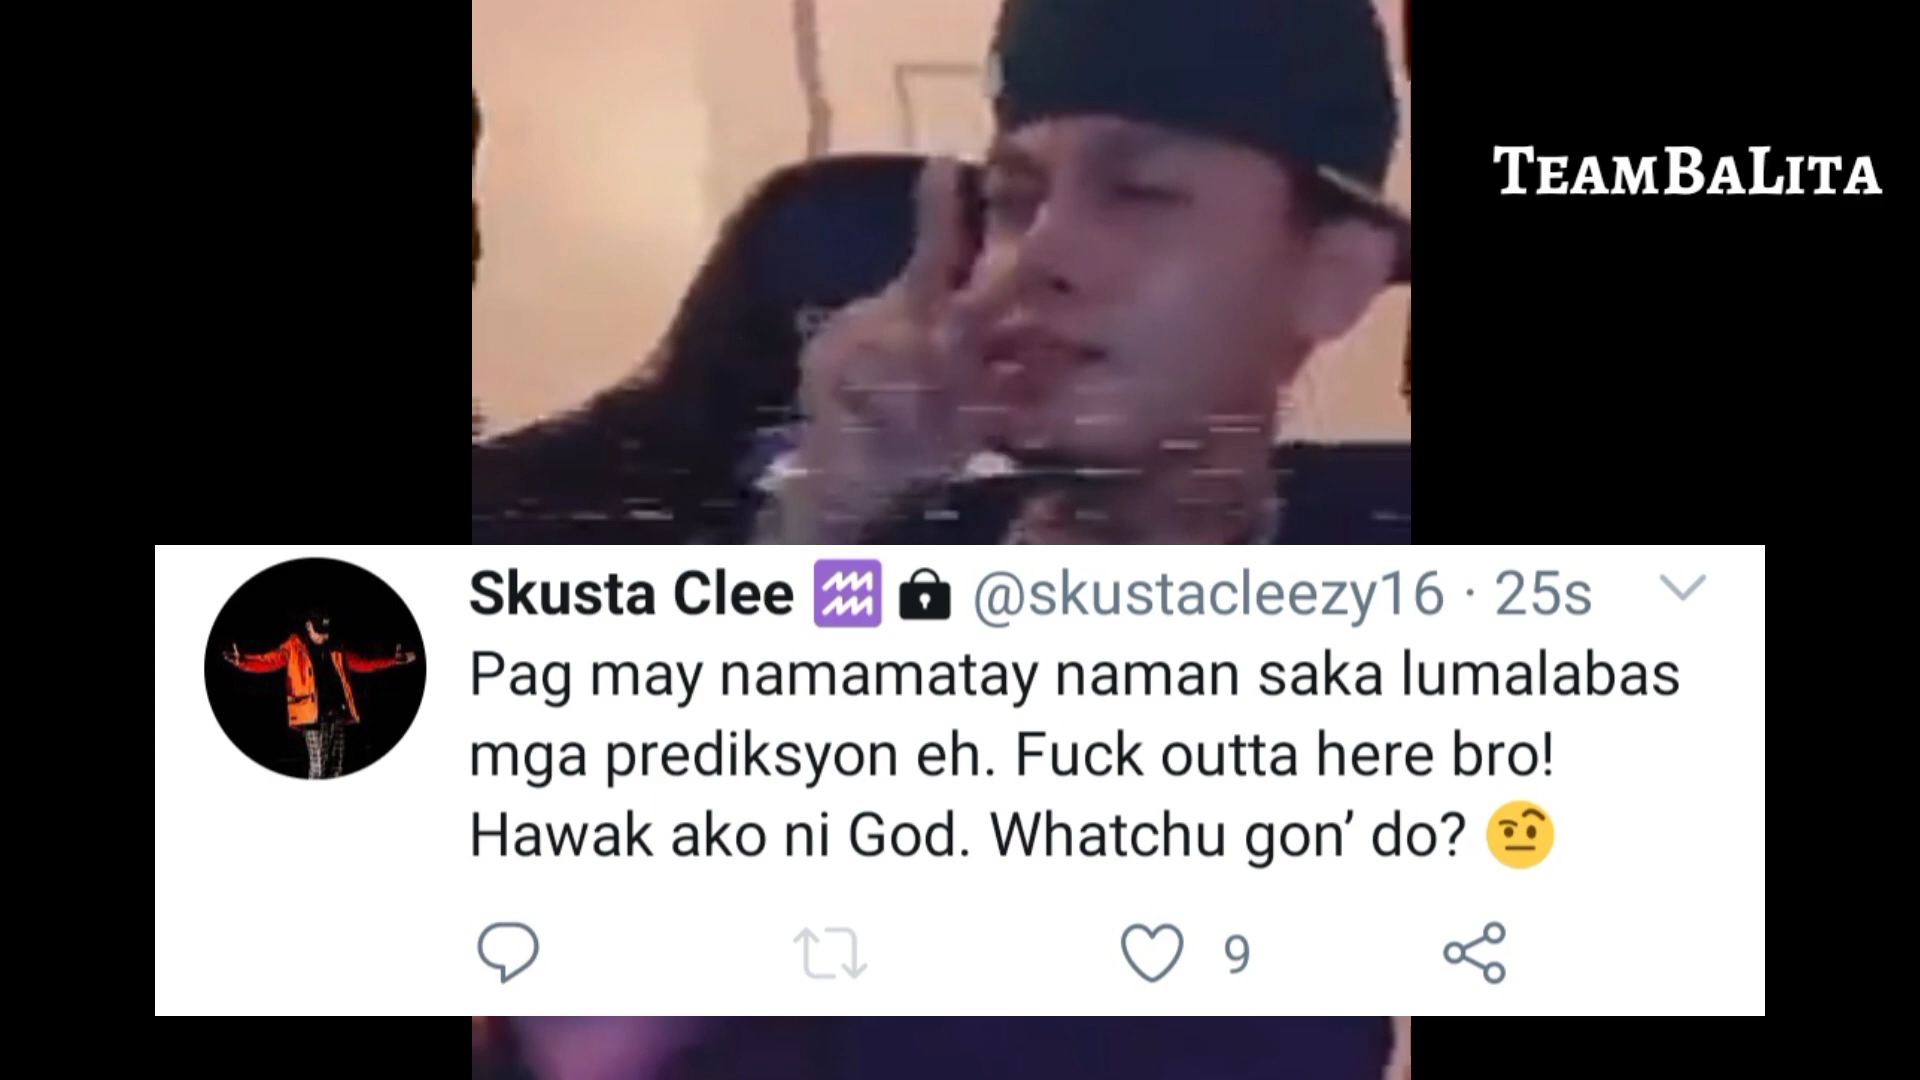 TEAMBALITA
Skusta Clee ♒ 🔒 @skustacleezy16 · 25s
Pag may namamatay naman saka lumalabas
mga prediksyon eh. Fuck outta here bro!
Hawak ako ni God. Whatchu gon’ do? 🤨
9